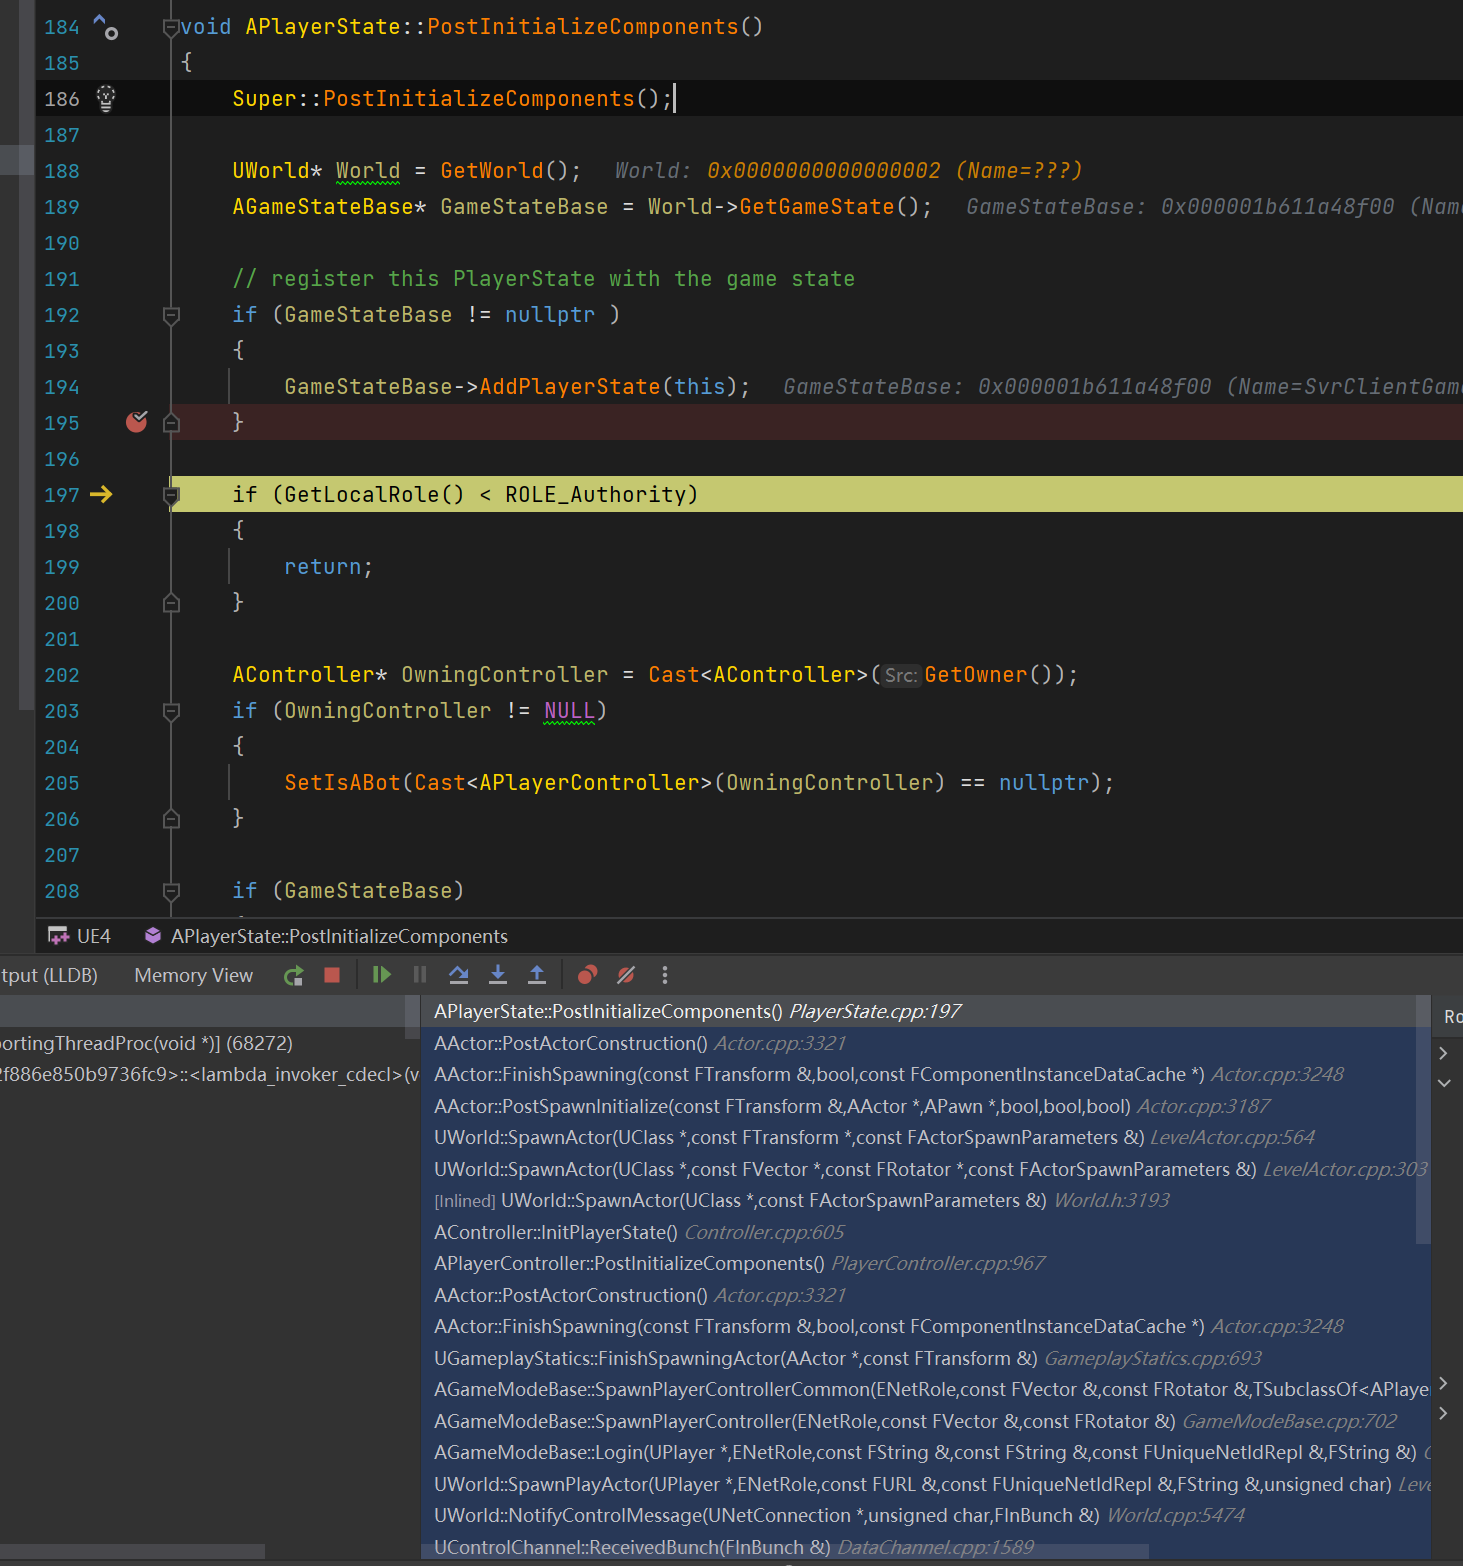 184 void APlayerState::PostInitializeComponents()
185 {
186 Super::PostInitializeComponents();
187
188 UWorld* World = GetWorld(); World: 0x0000000000000002 (Name=???)
189 AGameStateBase* GameStateBase = World->GetGameState(); GameStateBase: 0x000001b611a48f00 (Nam
190
191 // register this PlayerState with the game state
192 if (GameStateBase != nullptr )
193 {
194 GameStateBase->AddPlayerState(this); GameStateBase: 0x000001b611a48f00 (Name=SvrClientGam
195 }
196
197 if (GetLocalRole() < ROLE_Authority)
198 {
199 return;
200 }
201
202 AController* OwningController = Cast<AController>(Src: GetOwner());
203 if (OwningController != NULL)
204 {
205 SetIsABot(Cast<APlayerController>(OwningController) == nullptr);
206 }
207
208 if (GameStateBase)
UE4 APlayerState::PostInitializeComponents
tput (LLDB) Memory View
APlayerState::PostInitializeComponents() PlayerState.cpp:197
Ro
ortingThreadProc(void *)] (68272)
2f886e850b9736fc9>::<lambda_invoker_cdecl>(v
AActor::PostActorConstruction() Actor.cpp:3321
AActor::FinishSpawning(const FTransform &,bool,const FComponentInstanceDataCache *) Actor.cpp:3248
AActor::PostSpawnInitialize(const FTransform &,AActor *,APawn *,bool,bool,bool) Actor.cpp:3187
UWorld::SpawnActor(UClass *,const FTransform *,const FActorSpawnParameters &) LevelActor.cpp:564
UWorld::SpawnActor(UClass *,const FVector *,const FRotator *,const FActorSpawnParameters &) LevelActor.cpp:303
[Inlined] UWorld::SpawnActor(UClass *,const FActorSpawnParameters &) World.h:3193
AController::InitPlayerState() Controller.cpp:605
APlayerController::PostInitializeComponents() PlayerController.cpp:967
AActor::PostActorConstruction() Actor.cpp:3321
AActor::FinishSpawning(const FTransform &,bool,const FComponentInstanceDataCache *) Actor.cpp:3248
UGameplayStatics::FinishSpawningActor(AActor *,const FTransform &) GameplayStatics.cpp:693
AGameModeBase::SpawnPlayerControllerCommon(ENetRole,const FVector &,const FRotator &,TSubclassOf<APlaye
AGameModeBase::SpawnPlayerController(ENetRole,const FVector &,const FRotator &) GameModeBase.cpp:702
AGameModeBase::Login(UPlayer *,ENetRole,const FString &,const FString &,const FUniqueNetIdRepl &,FString &)
UWorld::SpawnPlayActor(UPlayer *,ENetRole,const FURL &,const FUniqueNetIdRepl &,FString &,unsigned char) Leve
UWorld::NotifyControlMessage(UNetConnection *,unsigned char,FInBunch &) World.cpp:5474
UControlChannel::ReceivedBunch(FInBunch &) DataChannel.cpp:1589